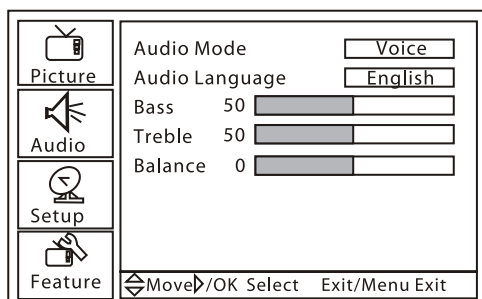 Picture
Audio
Setup
Feature
Audio Mode Voice
Audio Language English
Bass 50
Treble 50
Balance 0
Move /OK Select Exit/Menu Exit